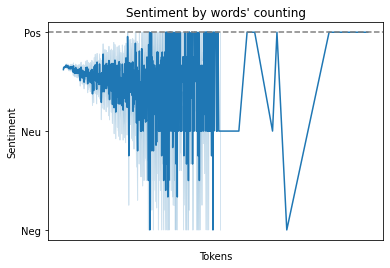 Sentiment by words' counting
Pos
Neu
Neg
Sentiment
Tokens